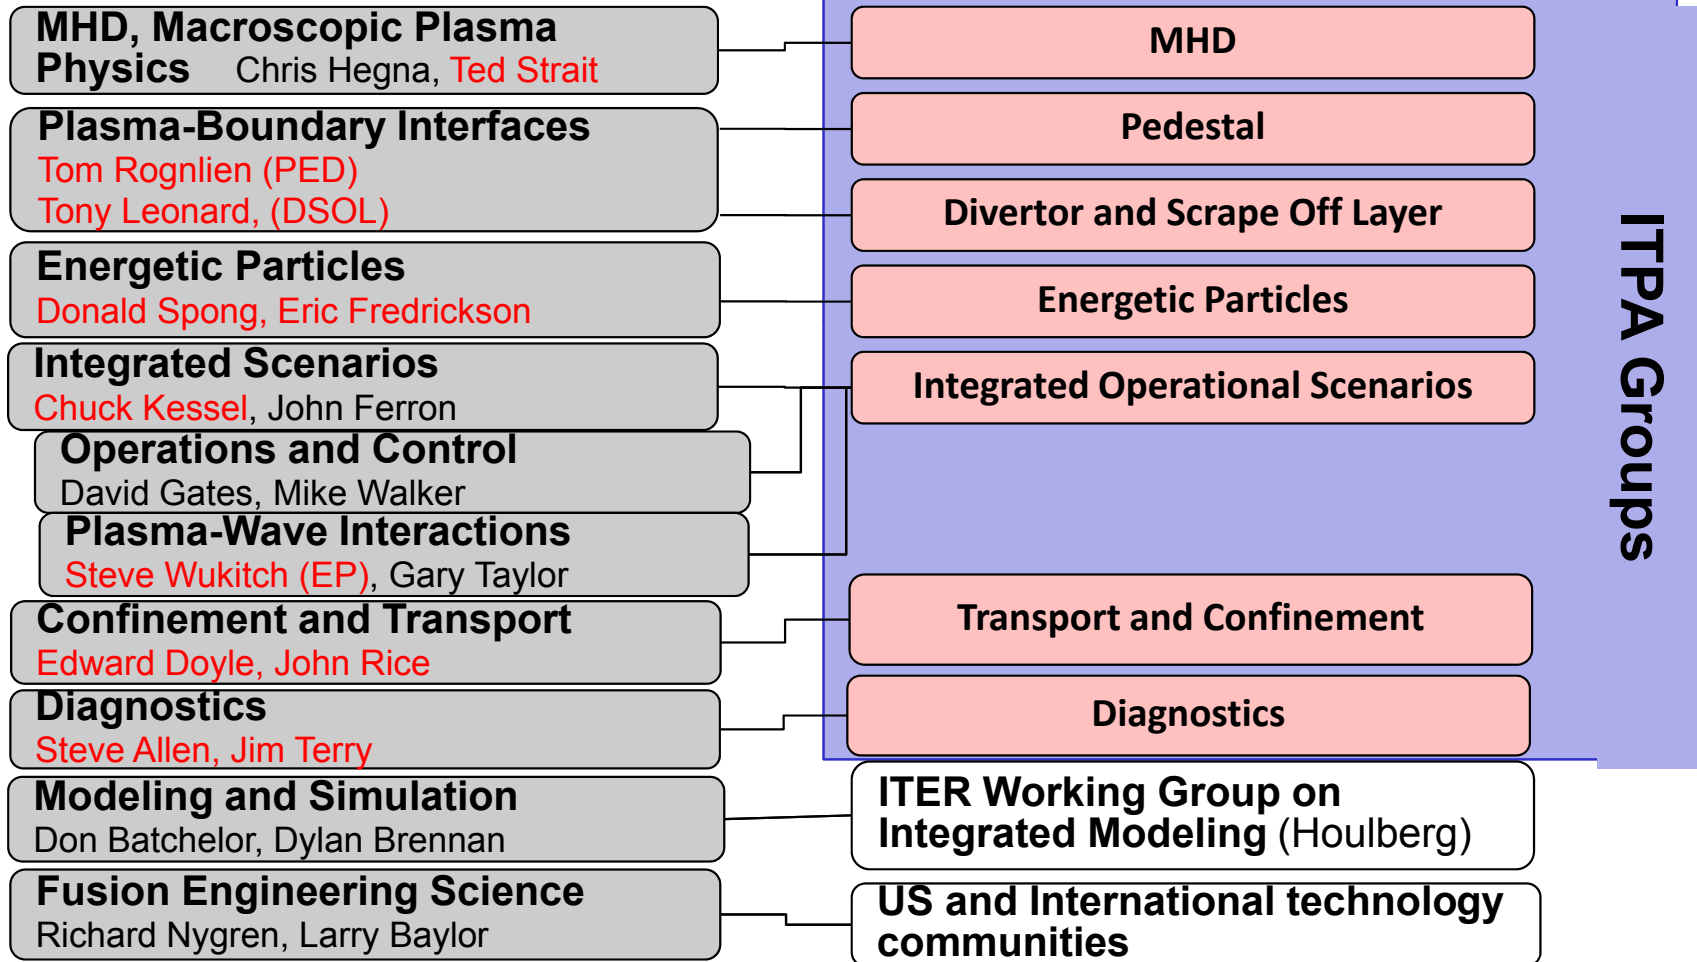 MHD, Macroscopic Plasma
Physics Chris Hegna, Ted Strait
Plasma-Boundary Interfaces
Tom Rognlien (PED)
Tony Leonard, (DSOL)
Energetic Particles
Donald Spong, Eric Fredrickson
Integrated Scenarios
Chuck Kessel, John Ferron
Operations and Control
David Gates, Mike Walker
Plasma-Wave Interactions
Steve Wukitch (EP), Gary Taylor
Confinement and Transport
Edward Doyle, John Rice
Diagnostics
Steve Allen, Jim Terry
Modeling and Simulation
Don Batchelor, Dylan Brennan
Fusion Engineering Science
Richard Nygren, Larry Baylor
MHD
Pedestal
Divertor and Scrape Off Layer
Energetic Particles
Integrated Operational Scenarios
Transport and Confinement
Diagnostics
ITER Working Group on
Integrated Modeling (Houlberg)
US and International technology
communities
ITPA Groups